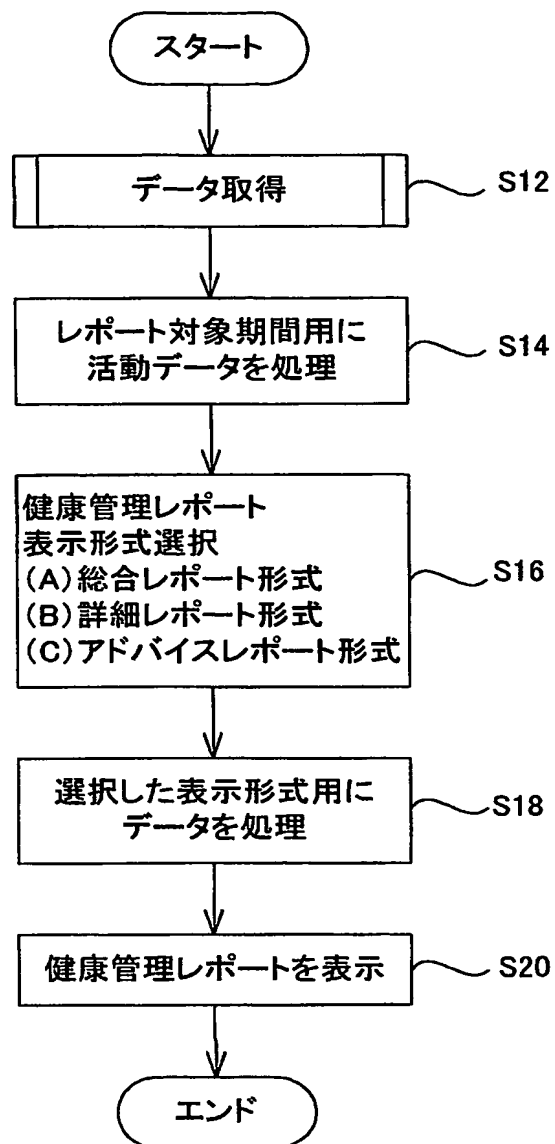 スタート
データ取得
S12
レポート対象期間用に
活動データを処理
S14
健康管理レポート
表示形式選択
(A)総合レポート形式
(B)詳細レポート形式
(C)アドバイスレポート形式
S16
選択した表示形式用に
データを処理
S18
健康管理レポートを表示
S20
エンド